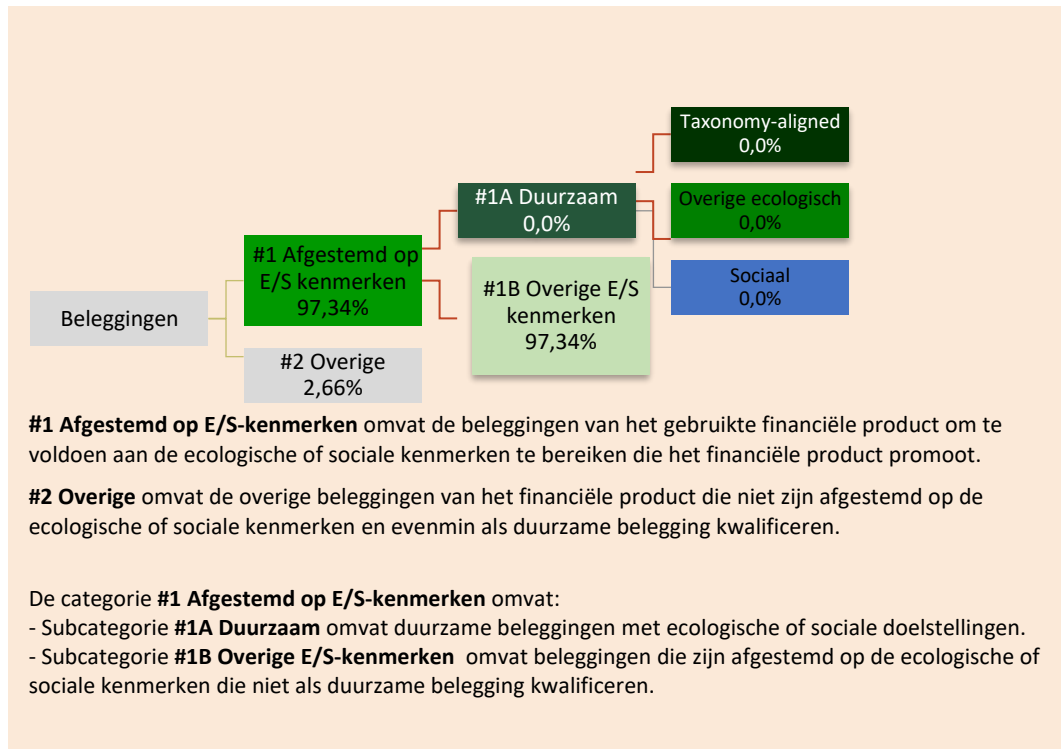 Taxonomy-aligned
0,0%
#1A Duurzaam
0,0%
Overige ecologisch
0,0%
#1 Afgestemd op
E/S kenmerken
97,34%
#1B Overige E/S
kenmerken
97,34%
Sociaal
0,0%
Beleggingen
#2 Overige
2,66%
#1 Afgestemd op E/S-kenmerken omvat de beleggingen van het gebruikte financiële product om te
voldoen aan de ecologische of sociale kenmerken te bereiken die het financiële product promoot.
#2 Overige omvat de overige beleggingen van het financiële product die niet zijn afgestemd op de
ecologische of sociale kenmerken en evenmin als duurzame belegging kwalificeren.
De categorie #1 Afgestemd op E/S-kenmerken omvat:
- Subcategorie #1A Duurzaam omvat duurzame beleggingen met ecologische of sociale doelstellingen.
- Subcategorie #1B Overige E/S-kenmerken omvat beleggingen die zijn afgestemd op de ecologische of
sociale kenmerken die niet als duurzame belegging kwalificeren.